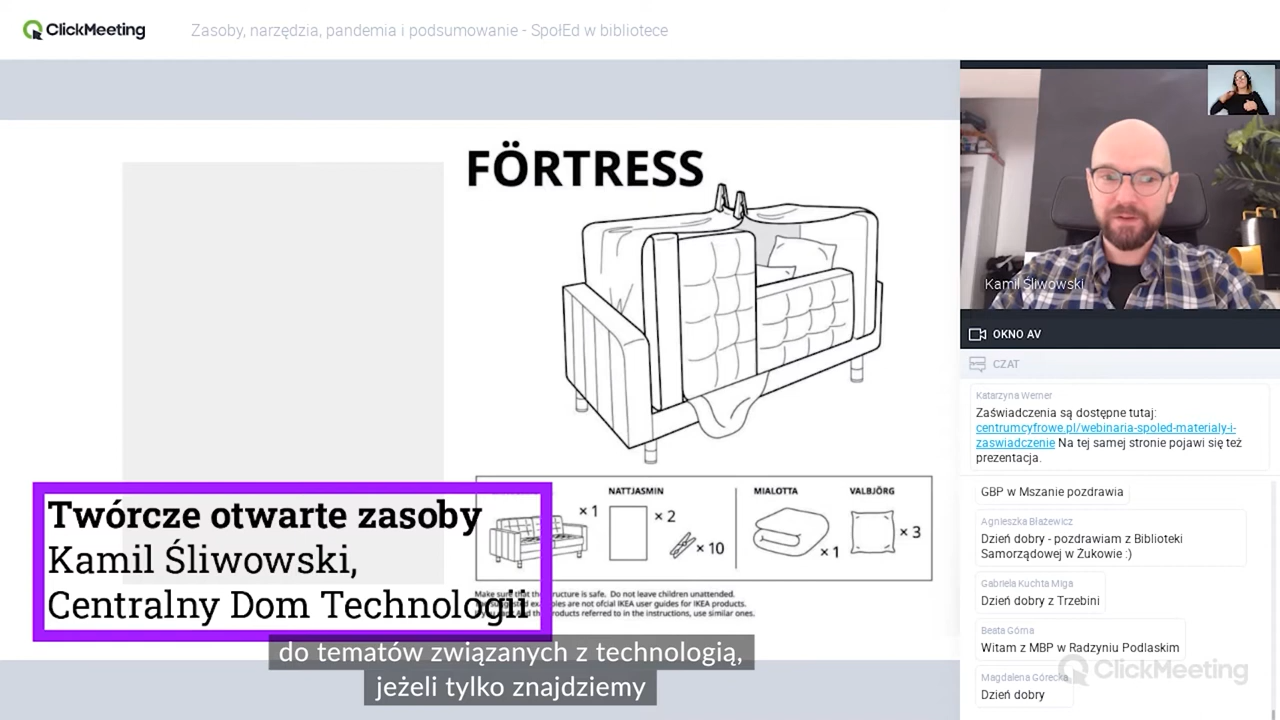 ClickMeeting
Zasoby, narzędzia, pandemia i podsumowanie - SpołEd w bibliotece
FÖRTRESS
NATTJASMIN
MIALOTTA
VALBJÖRG
× 1
× 2
× 10
× 1
× 3
Make sure that the structure is safe. Do not leave children unattended.
are not ofcial IKEA user guides for IKEA products.
products referred to in the instructions, use similar ones.
Twórcze otwarte zasoby
Kamil Śliwowski,
Centralny Dom Technologii
do tematów związanych z technologią,
jeżeli tylko znajdziemy
Kamil Śliwowski
OKNO AV
CZAT
Katarzyna Werner
Zaświadczenia są dostępne tutaj:
centrumcyfrowe.pl/webinaria-spoled-materialy-i-
zaswiadczenie Na tej samej stronie pojawi się też
prezentacja.
GBP w Mszanie pozdrawia
Agnieszka Błażewicz
Dzień dobry - pozdrawiam z Biblioteki
Samorządowej w Żukowie :)
Gabriela Kuchta Miga
Dzień dobry z Trzebini
Beata Górna
Witam z MBP w Radzyniu Podlaskim
Magdalena Górecka
Dzień dobry
ClickMeeting